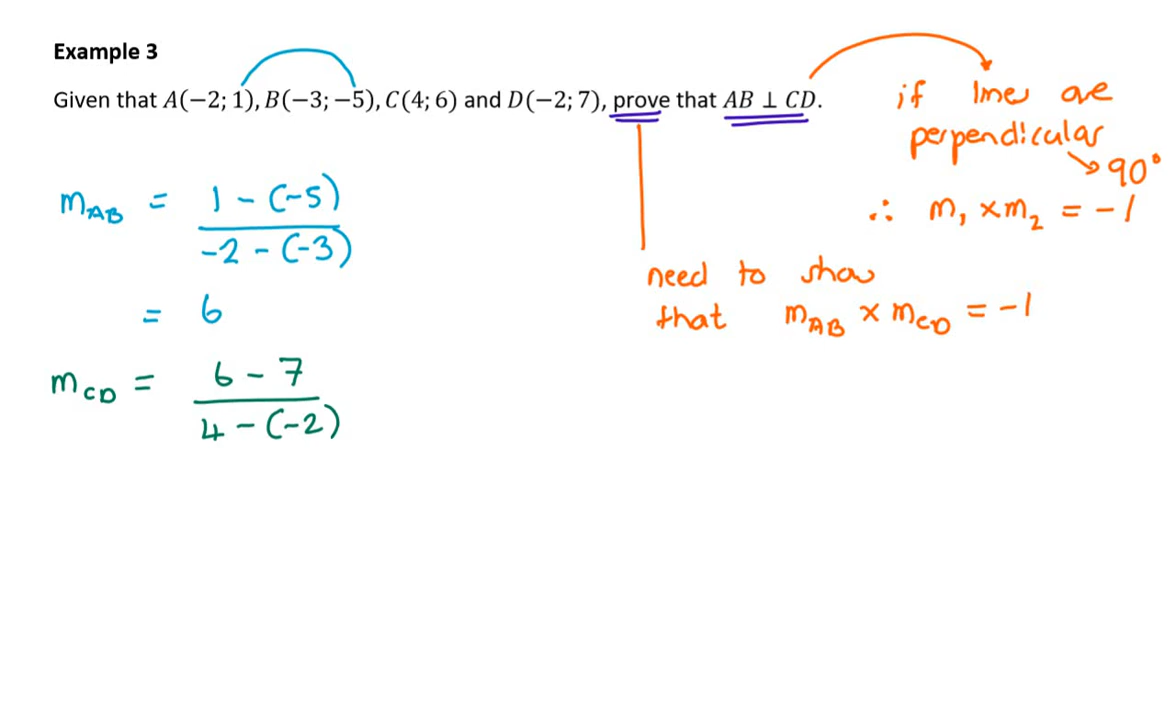 Example 3
Given that A(−2; 1), B(−3; −5), C(4; 6) and D(−2; 7), prove that AB ⊥ CD.
if lines are
perpendicular
→ 90°
∴ m₁ × m₂ = −1
need to show
that m_AB × m_CD = −1
m_AB = (1 − (−5)) / (−2 − (−3))
= 6
m_CD = (6 − 7) / (4 − (−2))